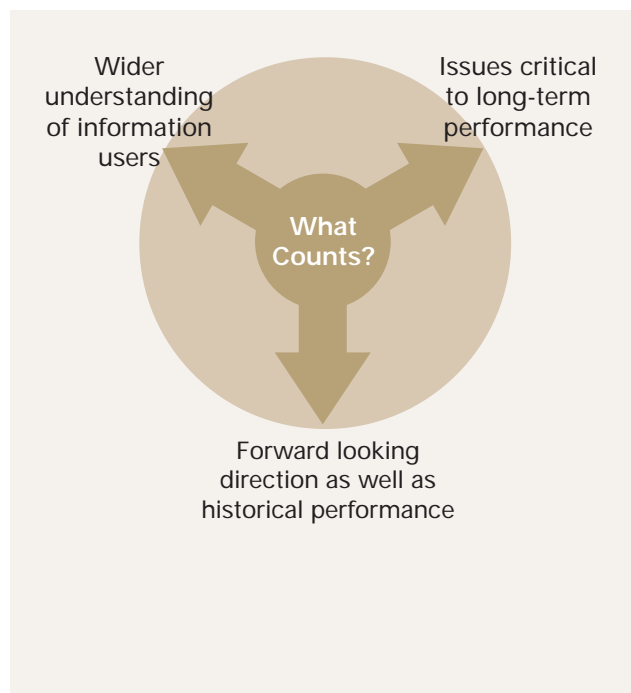 Wider
understanding
of information
users
Issues critical
to long-term
performance
What
Counts?
Forward looking
direction as well as
historical performance